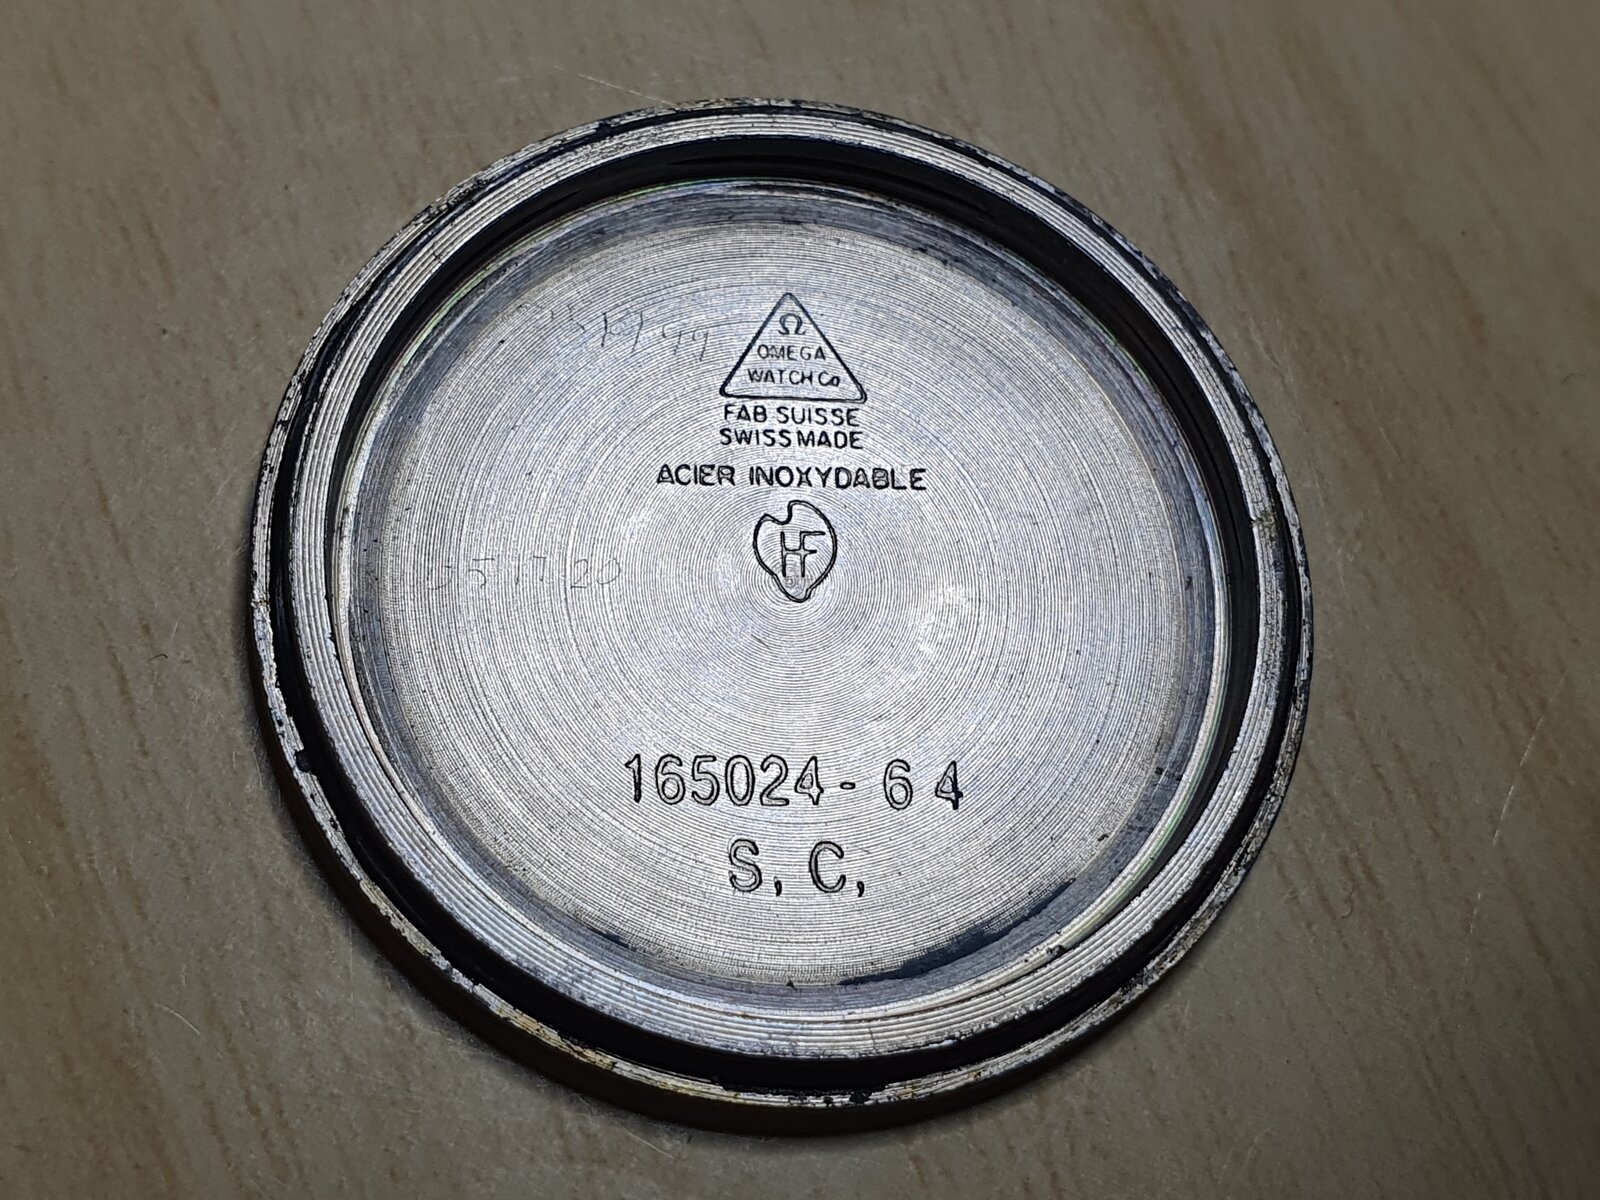 Ω
OMEGA
WATCH Co
FAB SUISSE
SWISS MADE
ACIER INOXYDABLE
HF
165024-64
S, C,